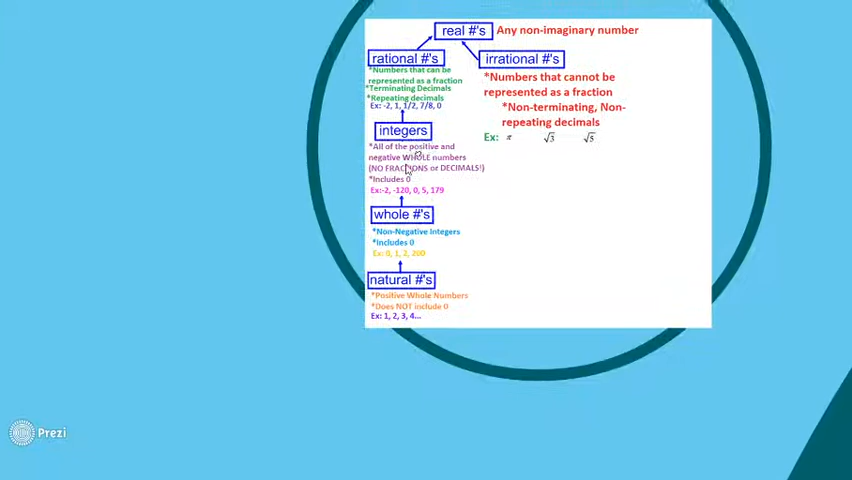 real #'s Any non-imaginary number
rational #'s
*Numbers that can be
represented as a fraction
*Terminating Decimals
*Repeating decimals
Ex: -2, 1, 1/2, 7/8, 0
irrational #'s
*Numbers that cannot be
represented as a fraction
*Non-terminating, Non-
repeating decimals
Ex: π √3 √5
integers
*All of the positive and
negative WHOLE numbers
(NO FRACTIONS or DECIMALS!)
*Includes 0
Ex:-2, -120, 0, 5, 179
whole #'s
*Non-Negative Integers
*Includes 0
Ex: 0, 1, 2, 200
natural #'s
*Positive Whole Numbers
*Does NOT include 0
Ex: 1, 2, 3, 4...
Prezi